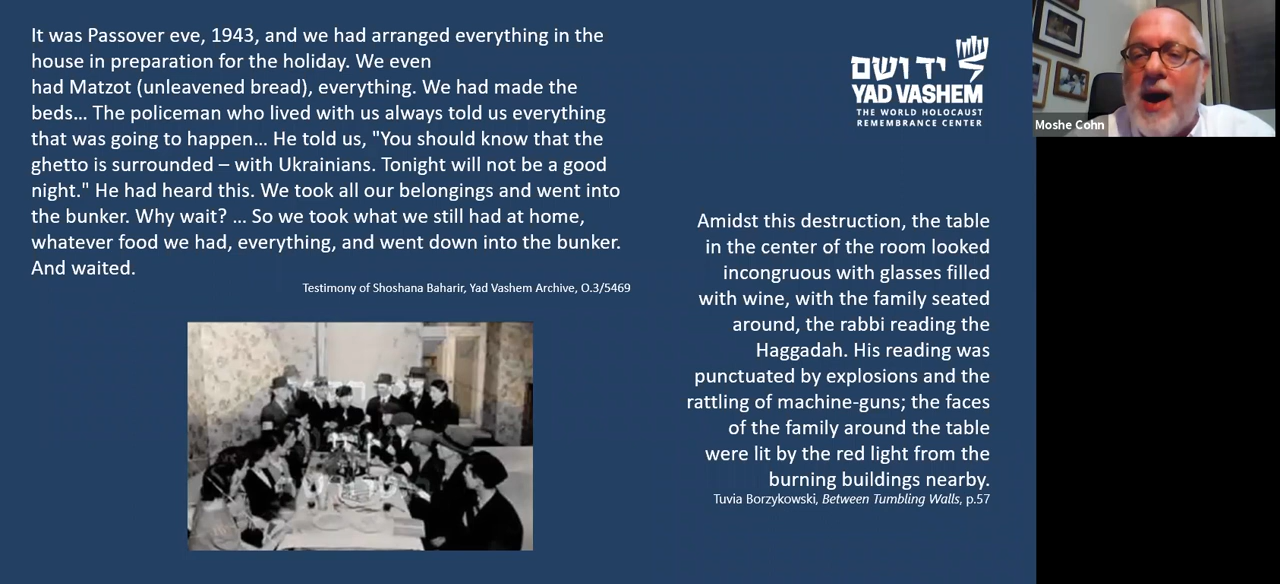 It was Passover eve, 1943, and we had arranged everything in the
house in preparation for the holiday. We even
had Matzot (unleavened bread), everything. We had made the
beds... The policeman who lived with us always told us everything
that was going to happen... He told us, "You should know that the
ghetto is surrounded – with Ukrainians. Tonight will not be a good
night." He had heard this. We took all our belongings and went into
the bunker. Why wait? ... So we took what we still had at home,
whatever food we had, everything, and went down into the bunker.
And waited.
Testimony of Shoshana Baharir, Yad Vashem Archive, O.3/5469
יד ושם
YAD VASHEM
THE WORLD HOLOCAUST
REMEMBRANCE CENTER
Amidst this destruction, the table
in the center of the room looked
incongruous with glasses filled
with wine, with the family seated
around, the rabbi reading the
Haggadah. His reading was
punctuated by explosions and the
rattling of machine-guns; the faces
of the family around the table
were lit by the red light from the
burning buildings nearby.
Tuvia Borzykowski, Between Tumbling Walls, p.57
Moshe Cohn